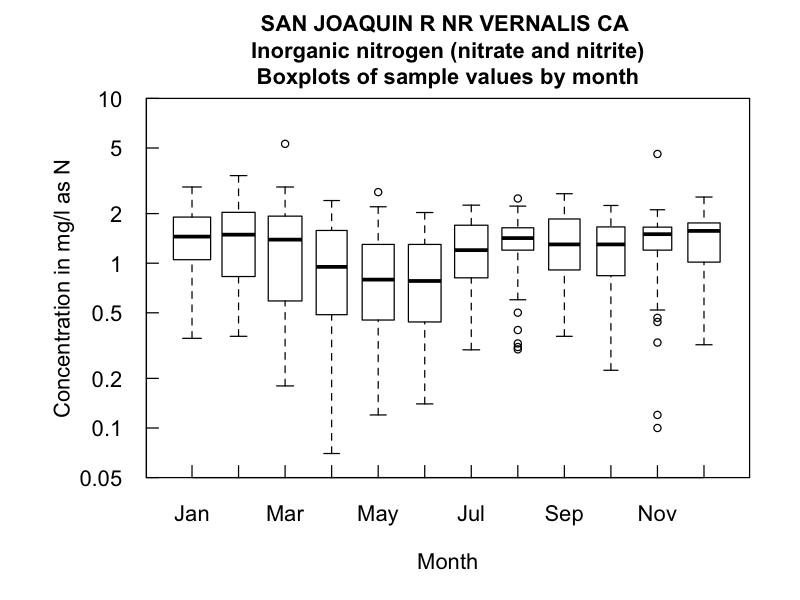 SAN JOAQUIN R NR VERNALIS CA
Inorganic nitrogen (nitrate and nitrite)
Boxplots of sample values by month
Concentration in mg/l as N
10
5
2
1
0.5
0.2
0.1
0.05
Jan Mar May Jul Sep Nov
Month